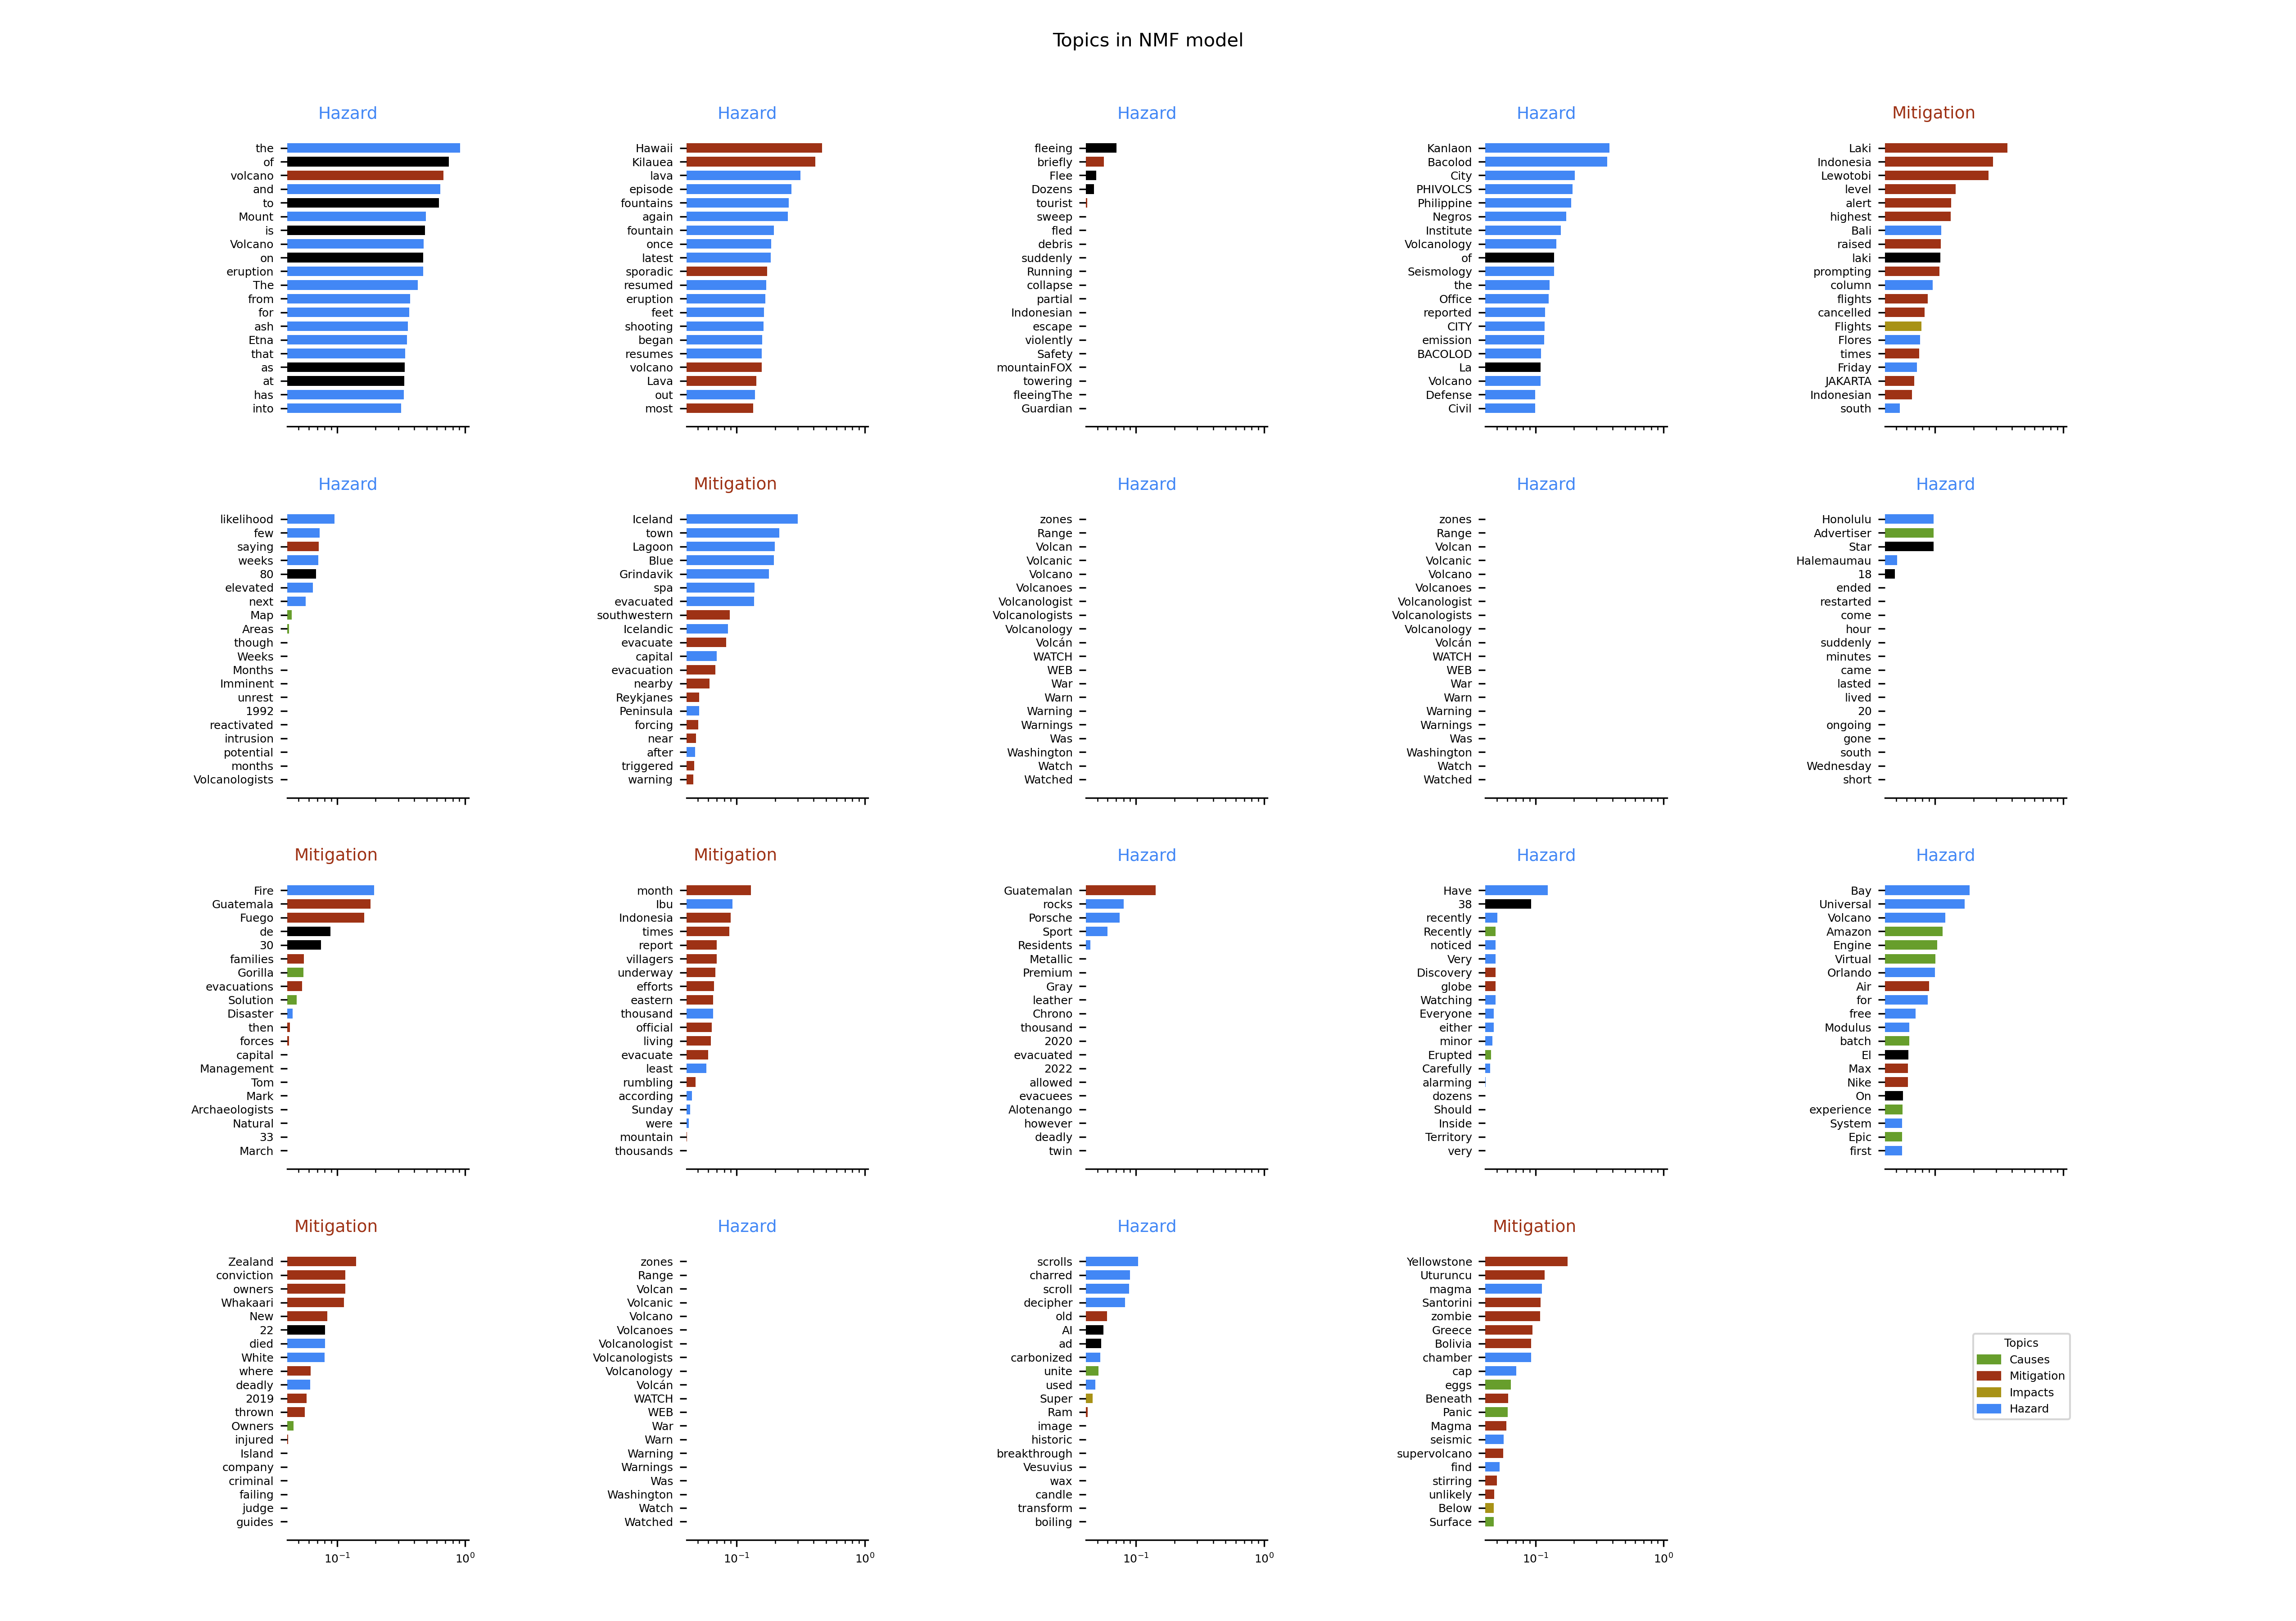 Topics in NMF model
Hazard
the
of
volcano
and
to
Mount
is
Volcano
on
eruption
The
from
for
ash
Etna
that
as
at
has
into
Hazard
Hawaii
Kilauea
lava
episode
fountains
again
fountain
once
latest
sporadic
resumed
eruption
feet
shooting
began
resumes
volcano
Lava
out
most
Hazard
fleeing
briefly
Flee
Dozens
tourist
sweep
fled
debris
suddenly
Running
collapse
partial
Indonesian
escape
violently
Safety
mountainFOX
towering
fleeingThe
Guardian
Hazard
Kanlaon
Bacolod
City
PHIVOLCS
Philippine
Negros
Institute
Volcanology
of
Seismology
the
Office
reported
CITY
emission
BACOLOD
La
Volcano
Defense
Civil
Mitigation
Laki
Indonesia
Lewotobi
level
alert
highest
Bali
raised
laki
prompting
column
flights
cancelled
Flights
Flores
times
Friday
JAKARTA
Indonesian
south
Hazard
likelihood
few
saying
weeks
80
elevated
next
Map
Areas
though
Weeks
Months
Imminent
unrest
1992
reactivated
intrusion
potential
months
Volcanologists
Mitigation
Iceland
town
Lagoon
Blue
Grindavik
spa
evacuated
southwestern
Icelandic
evacuate
capital
evacuation
nearby
Reykjanes
Peninsula
forcing
near
after
triggered
warning
Hazard
zones
Range
Volcan
Volcanic
Volcano
Volcanoes
Volcanologist
Volcanologists
Volcanology
Volcán
WATCH
WEB
War
Warn
Warning
Warnings
Was
Washington
Watch
Watched
Hazard
zones
Range
Volcan
Volcanic
Volcano
Volcanoes
Volcanologist
Volcanologists
Volcanology
Volcán
WATCH
WEB
War
Warn
Warning
Warnings
Was
Washington
Watch
Watched
Hazard
Honolulu
Advertiser
Star
Halemaumau
18
ended
restarted
come
hour
suddenly
minutes
came
lasted
lived
20
ongoing
gone
south
Wednesday
short
Mitigation
Fire
Guatemala
Fuego
de
30
families
Gorilla
evacuations
Solution
Disaster
then
forces
capital
Management
Tom
Mark
Archaeologists
Natural
33
March
Mitigation
month
Ibu
Indonesia
times
report
villagers
underway
efforts
eastern
thousand
official
living
evacuate
least
rumbling
according
Sunday
were
mountain
thousands
Hazard
Guatemalan
rocks
Porsche
Sport
Residents
Metallic
Premium
Gray
leather
Chrono
thousand
2020
evacuated
2022
allowed
evacuees
Alotenango
however
deadly
twin
Hazard
Have
38
recently
Recently
noticed
Very
Discovery
globe
Watching
Everyone
either
minor
Erupted
Carefully
alarming
dozens
Should
Inside
Territory
very
Hazard
Bay
Universal
Volcano
Amazon
Engine
Virtual
Orlando
Air
for
free
Modulus
batch
El
Max
Nike
On
experience
System
Epic
first
Mitigation
Zealand
conviction
owners
Whakaari
New
22
died
White
where
deadly
2019
thrown
Owners
injured
Island
company
criminal
failing
judge
guides
10⁻¹ 10⁰
Hazard
zones
Range
Volcan
Volcanic
Volcano
Volcanoes
Volcanologist
Volcanologists
Volcanology
Volcán
WATCH
WEB
War
Warn
Warning
Warnings
Was
Washington
Watch
Watched
10⁻¹ 10⁰
Hazard
scrolls
charred
scroll
decipher
old
AI
ad
carbonized
unite
used
Super
Ram
image
historic
breakthrough
Vesuvius
wax
candle
transform
boiling
10⁻¹ 10⁰
Mitigation
Yellowstone
Uturuncu
magma
Santorini
zombie
Greece
Bolivia
chamber
cap
eggs
Beneath
Panic
Magma
seismic
supervolcano
find
stirring
unlikely
Below
Surface
10⁻¹ 10⁰
Topics
Causes
Mitigation
Impacts
Hazard